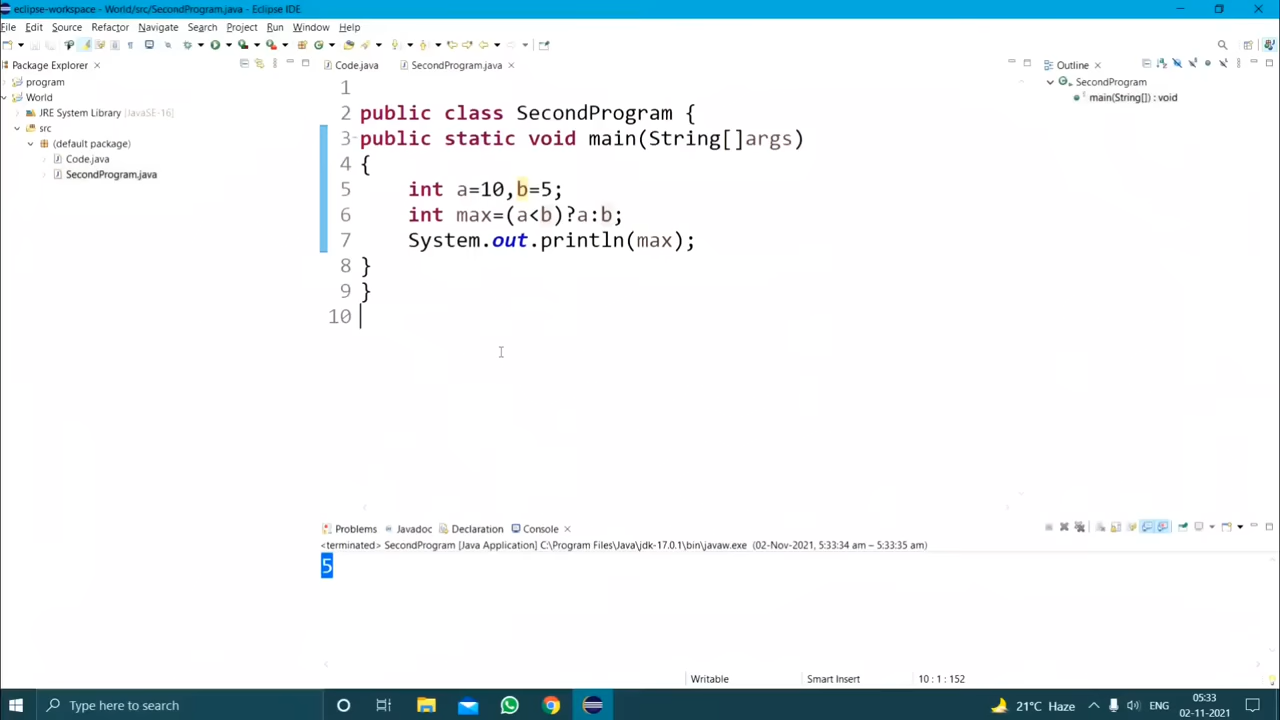 eclipse-workspace - World/src/SecondProgram.java - Eclipse IDE
File Edit Source Refactor Navigate Search Project Run Window Help
Package Explorer
program
World
JRE System Library [JavaSE-16]
src
(default package)
Code.java
SecondProgram.java
Code.java SecondProgram.java
1
2 public class SecondProgram {
3 public static void main(String[]args)
4 {
5 int a=10,b=5;
6 int max=(a<b)?a:b;
7 System.out.println(max);
8 }
9 }
10
Outline
SecondProgram
main(String[]) : void
Problems Javadoc Declaration Console
<terminated> SecondProgram [Java Application] C:\Program Files\Java\jdk-17.0.1\bin\javaw.exe (02-Nov-2021, 5:33:34 am – 5:33:35 am)
5
Writable Smart Insert 10 : 1 : 152
Type here to search
21°C Haze ENG 05:33
02-11-2021